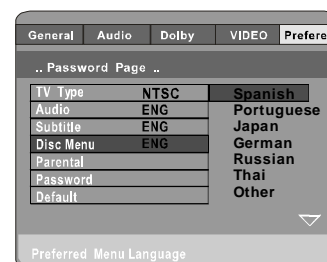 General Audio Dolby VIDEO Prefere
.. Password Page ..
TV Type NTSC Spanish
Audio ENG Portuguese
Subtitle ENG Japan
Disc Menu ENG German
Parental Russian
Password Thai
Default Other
Preferred Menu Language